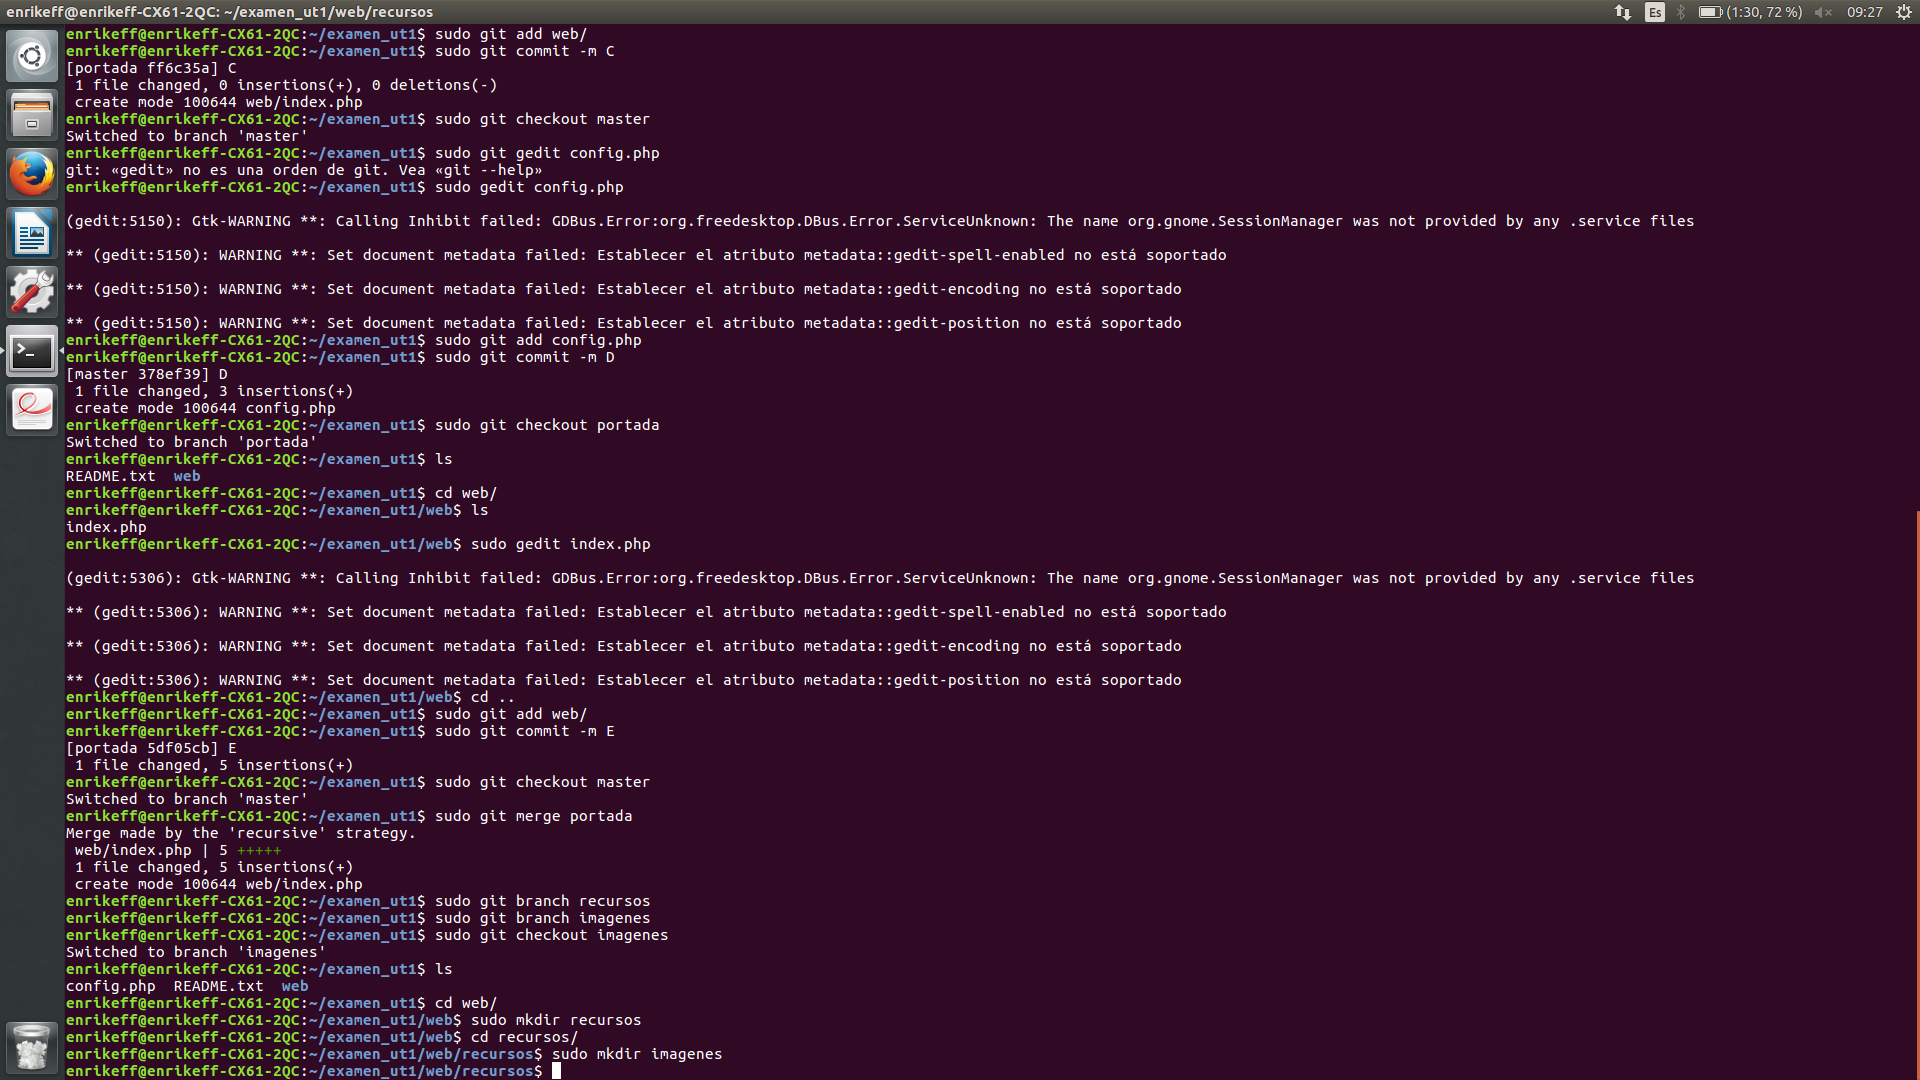 enrikeff@enrikeff-CX61-2QC: ~/examen_ut1/web/recursos
Es
(1:30, 72 %)
09:27
enrikeff@enrikeff-CX61-2QC:~/examen_ut1$ sudo git add web/
enrikeff@enrikeff-CX61-2QC:~/examen_ut1$ sudo git commit -m C
[portada ff6c35a] C
 1 file changed, 0 insertions(+), 0 deletions(-)
 create mode 100644 web/index.php
enrikeff@enrikeff-CX61-2QC:~/examen_ut1$ sudo git checkout master
Switched to branch 'master'
enrikeff@enrikeff-CX61-2QC:~/examen_ut1$ sudo git gedit config.php
git: «gedit» no es una orden de git. Vea «git --help»
enrikeff@enrikeff-CX61-2QC:~/examen_ut1$ sudo gedit config.php
(gedit:5150): Gtk-WARNING **: Calling Inhibit failed: GDBus.Error:org.freedesktop.DBus.Error.ServiceUnknown: The name org.gnome.SessionManager was not provided by any .service files
** (gedit:5150): WARNING **: Set document metadata failed: Establecer el atributo metadata::gedit-spell-enabled no está soportado
** (gedit:5150): WARNING **: Set document metadata failed: Establecer el atributo metadata::gedit-encoding no está soportado
** (gedit:5150): WARNING **: Set document metadata failed: Establecer el atributo metadata::gedit-position no está soportado
enrikeff@enrikeff-CX61-2QC:~/examen_ut1$ sudo git add config.php
enrikeff@enrikeff-CX61-2QC:~/examen_ut1$ sudo git commit -m D
[master 378ef39] D
 1 file changed, 3 insertions(+)
 create mode 100644 config.php
enrikeff@enrikeff-CX61-2QC:~/examen_ut1$ sudo git checkout portada
Switched to branch 'portada'
enrikeff@enrikeff-CX61-2QC:~/examen_ut1$ ls
README.txt  web
enrikeff@enrikeff-CX61-2QC:~/examen_ut1$ cd web/
enrikeff@enrikeff-CX61-2QC:~/examen_ut1/web$ ls
index.php
enrikeff@enrikeff-CX61-2QC:~/examen_ut1/web$ sudo gedit index.php
(gedit:5306): Gtk-WARNING **: Calling Inhibit failed: GDBus.Error:org.freedesktop.DBus.Error.ServiceUnknown: The name org.gnome.SessionManager was not provided by any .service files
** (gedit:5306): WARNING **: Set document metadata failed: Establecer el atributo metadata::gedit-spell-enabled no está soportado
** (gedit:5306): WARNING **: Set document metadata failed: Establecer el atributo metadata::gedit-encoding no está soportado
** (gedit:5306): WARNING **: Set document metadata failed: Establecer el atributo metadata::gedit-position no está soportado
enrikeff@enrikeff-CX61-2QC:~/examen_ut1/web$ cd ..
enrikeff@enrikeff-CX61-2QC:~/examen_ut1$ sudo git add web/
enrikeff@enrikeff-CX61-2QC:~/examen_ut1$ sudo git commit -m E
[portada 5df05cb] E
 1 file changed, 5 insertions(+)
enrikeff@enrikeff-CX61-2QC:~/examen_ut1$ sudo git checkout master
Switched to branch 'master'
enrikeff@enrikeff-CX61-2QC:~/examen_ut1$ sudo git merge portada
Merge made by the 'recursive' strategy.
 web/index.php | 5 +++++
 1 file changed, 5 insertions(+)
 create mode 100644 web/index.php
enrikeff@enrikeff-CX61-2QC:~/examen_ut1$ sudo git branch recursos
enrikeff@enrikeff-CX61-2QC:~/examen_ut1$ sudo git branch imagenes
enrikeff@enrikeff-CX61-2QC:~/examen_ut1$ sudo git checkout imagenes
Switched to branch 'imagenes'
enrikeff@enrikeff-CX61-2QC:~/examen_ut1$ ls
config.php  README.txt  web
enrikeff@enrikeff-CX61-2QC:~/examen_ut1$ cd web/
enrikeff@enrikeff-CX61-2QC:~/examen_ut1/web$ sudo mkdir recursos
enrikeff@enrikeff-CX61-2QC:~/examen_ut1/web$ cd recursos/
enrikeff@enrikeff-CX61-2QC:~/examen_ut1/web/recursos$ sudo mkdir imagenes
enrikeff@enrikeff-CX61-2QC:~/examen_ut1/web/recursos$